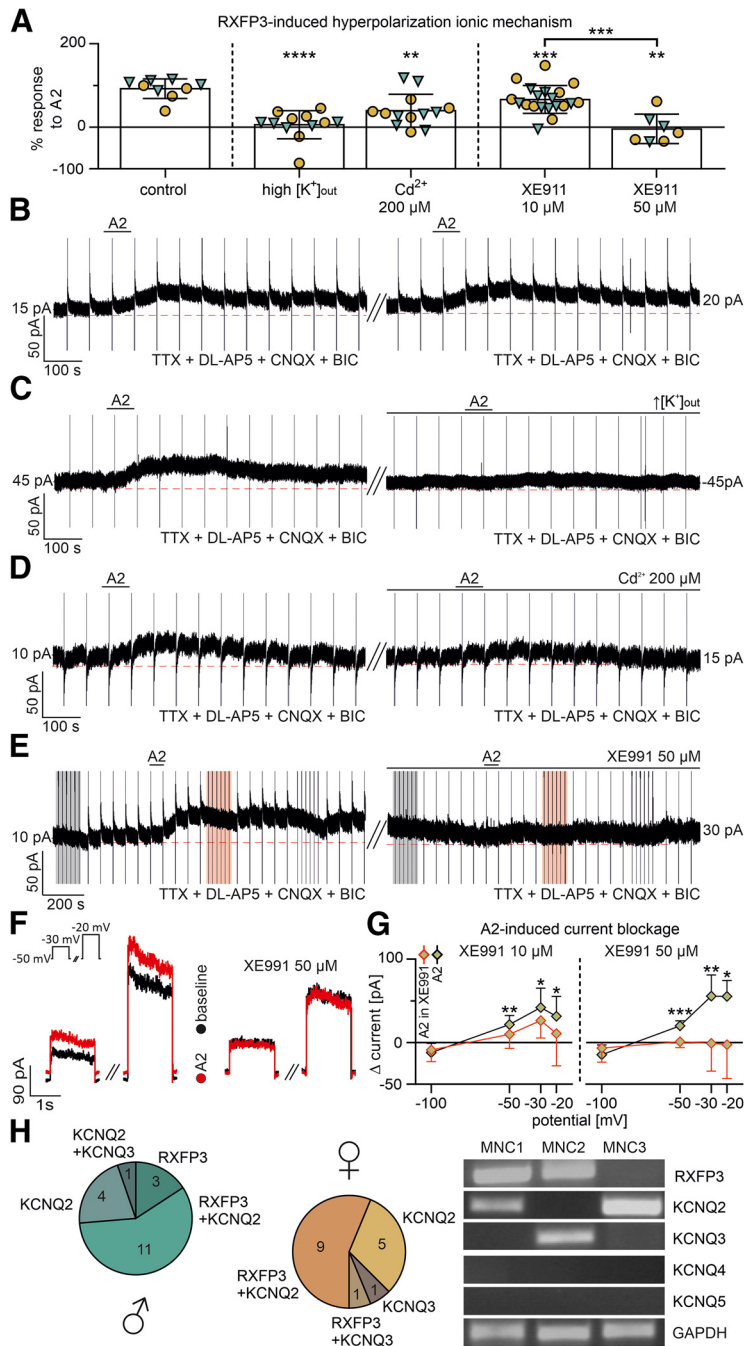 A
RXFP3-induced hyperpolarization ionic mechanism
***
**** ** *** **
% response
to A2
200
100
0
-100
control
high [K+]out
Cd2+
200 µM
XE911
10 µM
XE911
50 µM
B
A2
A2
15 pA
20 pA
50 pA
100 s
TTX + DL-AP5 + CNQX + BIC
TTX + DL-AP5 + CNQX + BIC
C
A2
A2
↑[K+]out
45 pA
-45pA
50 pA
100 s
TTX + DL-AP5 + CNQX + BIC
TTX + DL-AP5 + CNQX + BIC
D
A2
A2
Cd2+ 200 µM
10 pA
15 pA
50 pA
100 s
TTX + DL-AP5 + CNQX + BIC
TTX + DL-AP5 + CNQX + BIC
E
A2
A2
XE991 50 µM
10 pA
30 pA
50 pA
200 s
TTX + DL-AP5 + CNQX + BIC
TTX + DL-AP5 + CNQX + BIC
F
-20 mV
-30 mV
-50 mV
XE991 50 µM
A2
baseline
90 pA
1s
G
A2-induced current blockage
XE991 10 µM
XE991 50 µM
A2 in XE991
A2
Δ current [pA]
100
0
-50
** * *
*** ** *
-100 -50 -30 -20
-100 -50 -30 -20
potential [mV]
H
KCNQ2
+KCNQ3
1
RXFP3
3
KCNQ2
4
RXFP3
+KCNQ2
11
♂
♀
9
KCNQ2
5
RXFP3
+KCNQ2
1
1
KCNQ3
RXFP3
+KCNQ3
MNC1 MNC2 MNC3
RXFP3
KCNQ2
KCNQ3
KCNQ4
KCNQ5
GAPDH